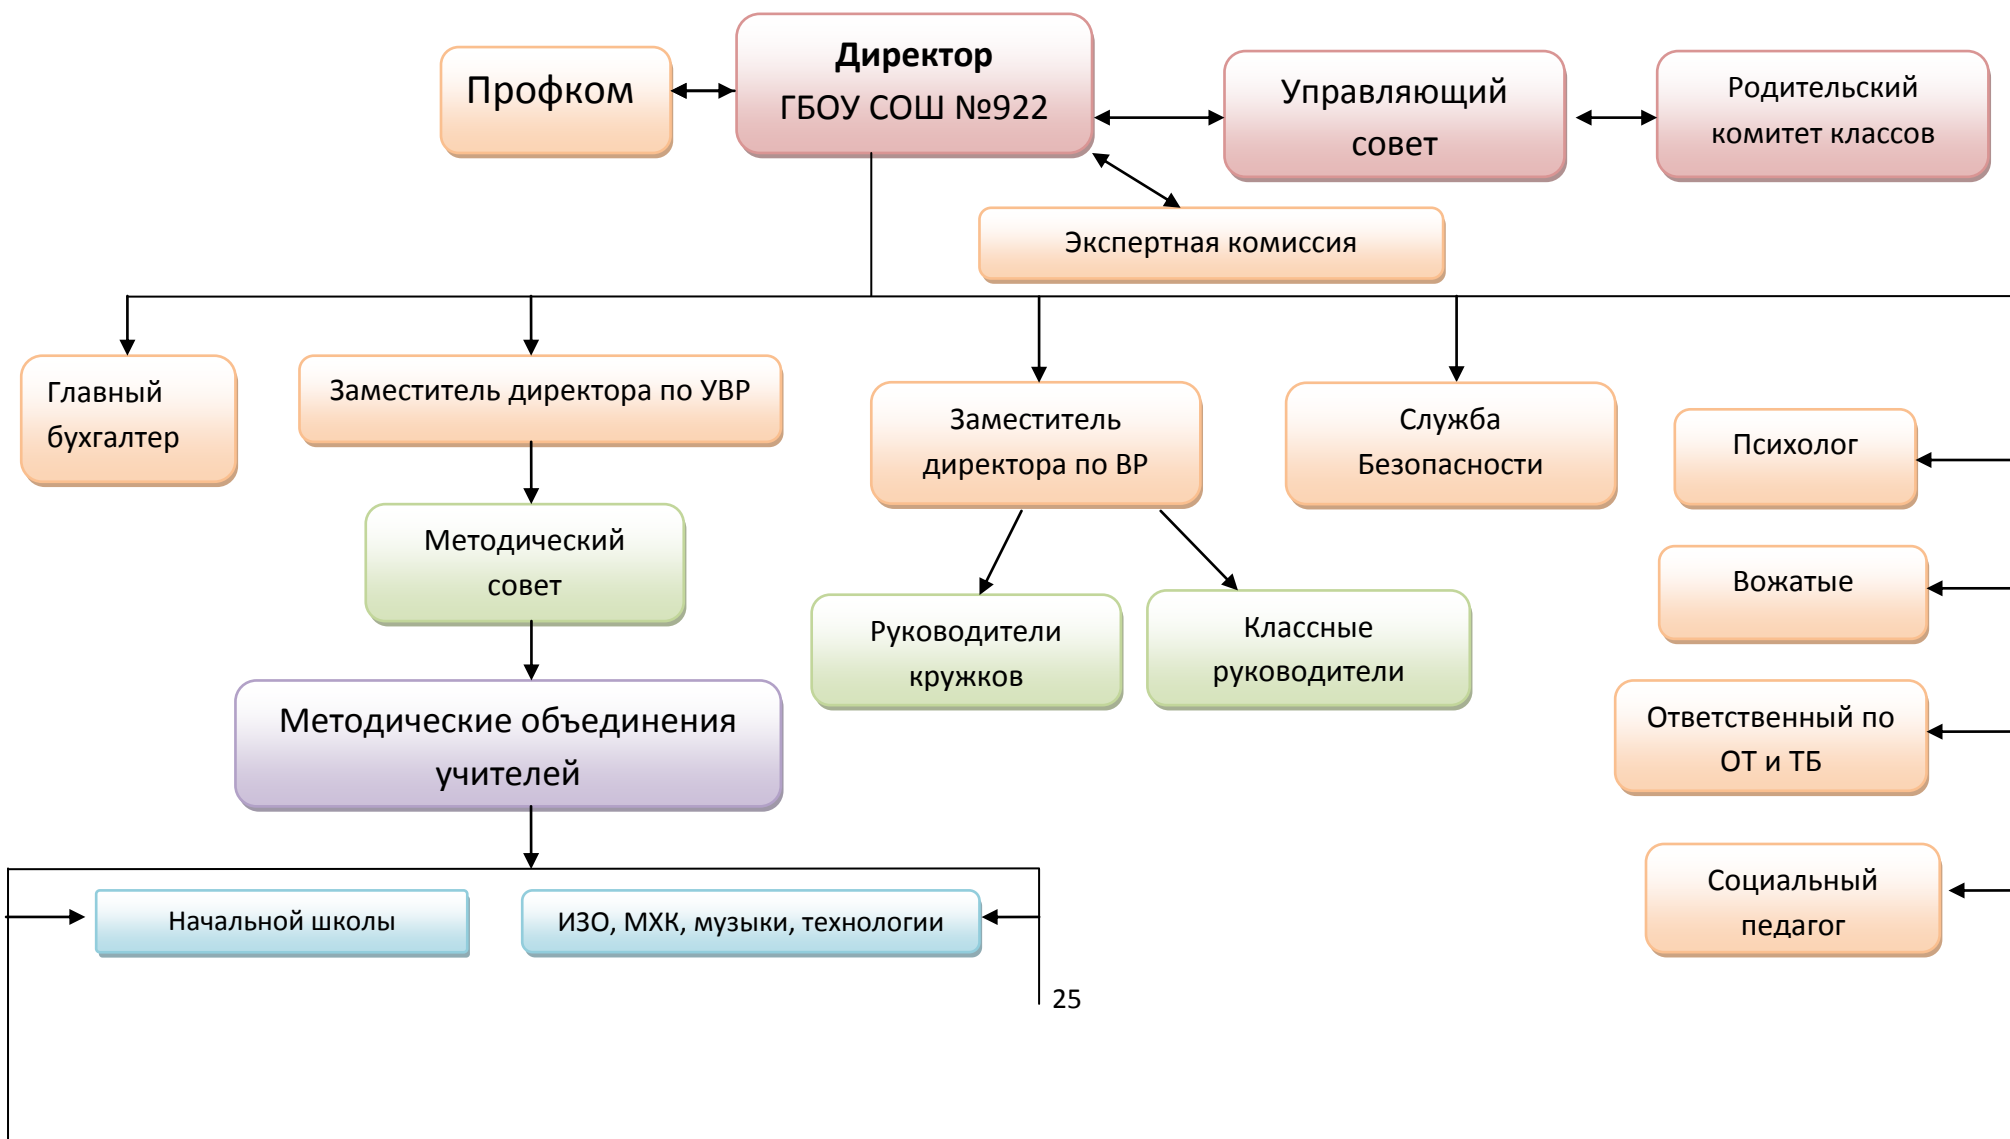 Профком
Директор
ГБОУ СОШ №922
Управляющий
совет
Родительский
комитет классов
Экспертная комиссия
Главный
бухгалтер
Заместитель директора по УВР
Заместитель
директора по ВР
Служба
Безопасности
Психолог
Методический
совет
Вожатые
Руководители
кружков
Классные
руководители
Методические объединения
учителей
Ответственный по
ОТ и ТБ
Социальный
педагог
Начальной школы
ИЗО, МХК, музыки, технологии
25